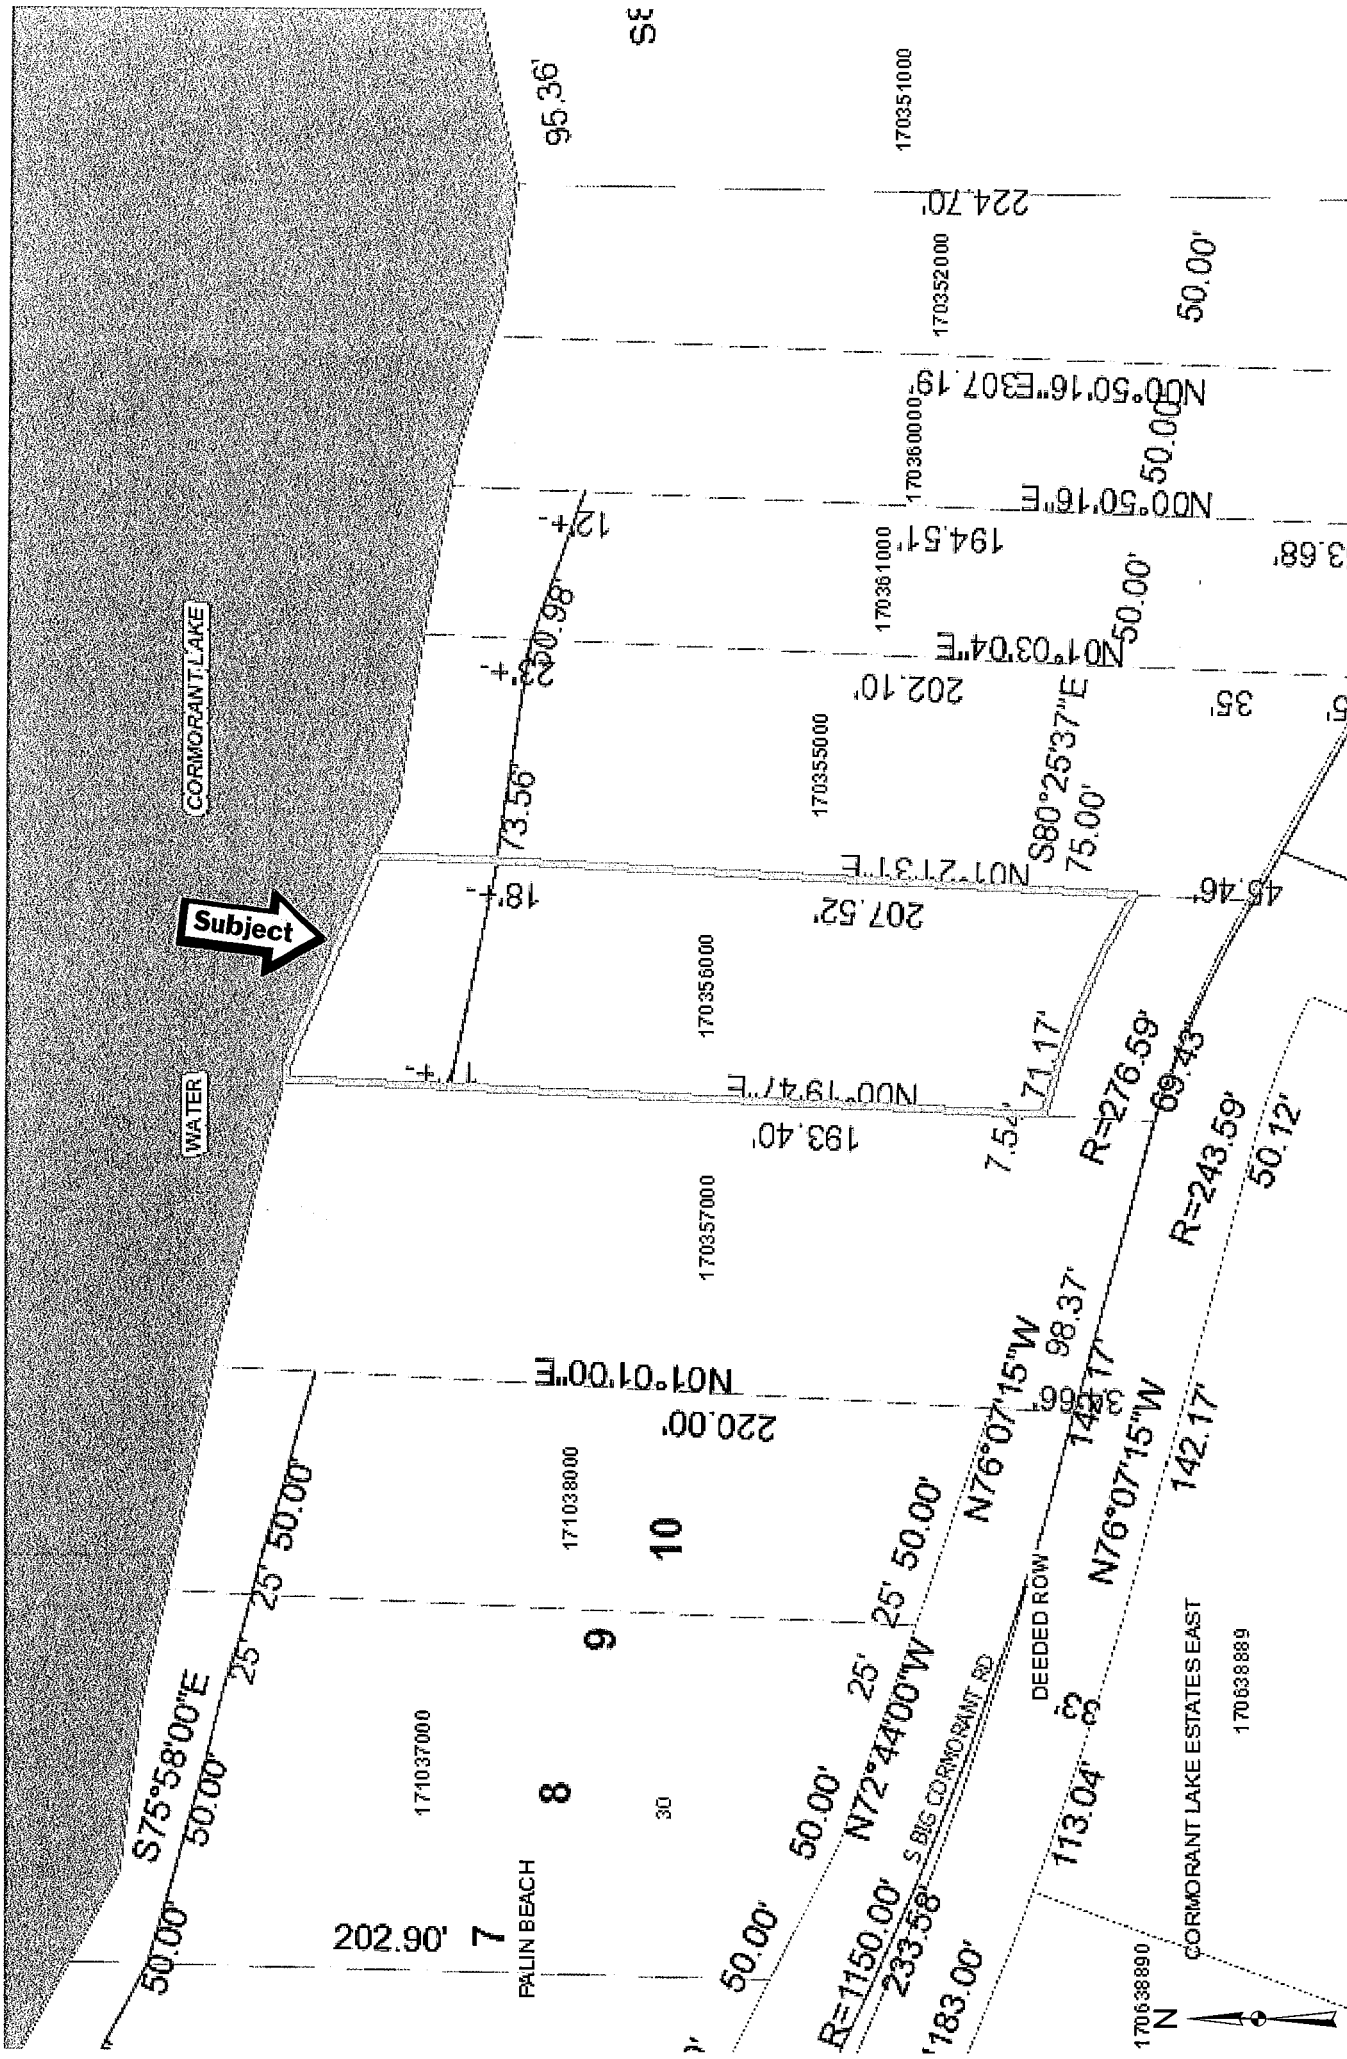 CORMORANT LAKE
WATER
Subject
95.36'
170351000
224.70'
170352000
50.00'
N00°50'16"E
307.19'
170360000
50.00'
N00°50'16"E
12'+-
194.51'
170361000
50.98'
23'+-
N01°03'04"E
50.00'
202.10'
35'
73.56'
170355000
S80°25'37"E
75.00'
N01°21'31"E
18'+-
207.52'
45.46'
170356000
71.17'
R=276.59'
69.43'
N00°19'47"E
193.40'
7.54'
R=243.59'
50.12'
170357000
98.37'
N76°07'15"W
142.17'
34.66'
N76°07'15"W
142.17'
N01°01'00"E
220.00'
171038000
10
50.00'
25'
50.00'
25'
9
25'
25'
N72°44'00"W
S75°58'00"E
50.00'
171037000
8
30
50.00'
S BIG CORMORANT RD
DEEDED ROW
33'
113.04'
50.00'
202.90'
7
PALIN BEACH
50.00'
R=1150.00'
233.58'
183.00'
CORMORANT LAKE ESTATES EAST
170638889
170638890
N